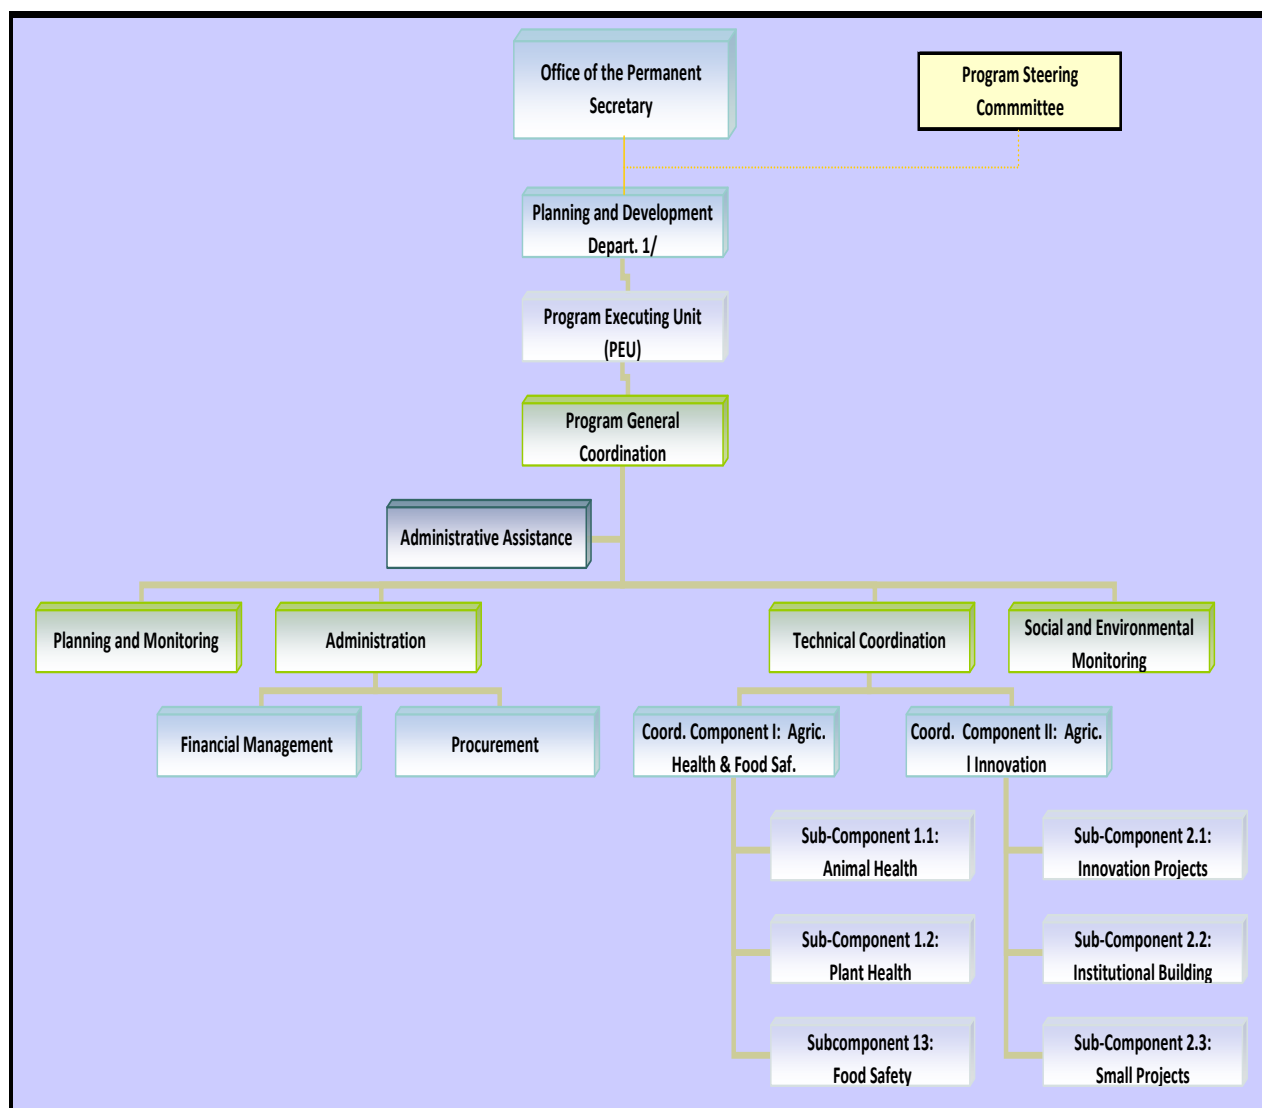 Office of the Permanent
Secretary
Program Steering
Commmittee
Planning and Development
Depart. 1/
Program Executing Unit
(PEU)
Program General
Coordination
Administrative Assistance
Planning and Monitoring
Administration
Technical Coordination
Social and Environmental
Monitoring
Financial Management
Procurement
Coord. Component I:  Agric.
Health & Food Saf.
Coord.  Component II:  Agric.
l Innovation
Sub-Component 1.1:
Animal Health
Sub-Component 2.1:
Innovation Projects
Sub-Component 1.2:
Plant Health
Sub-Component 2.2:
Institutional Building
Subcomponent 13:
Food Safety
Sub-Component 2.3:
Small Projects